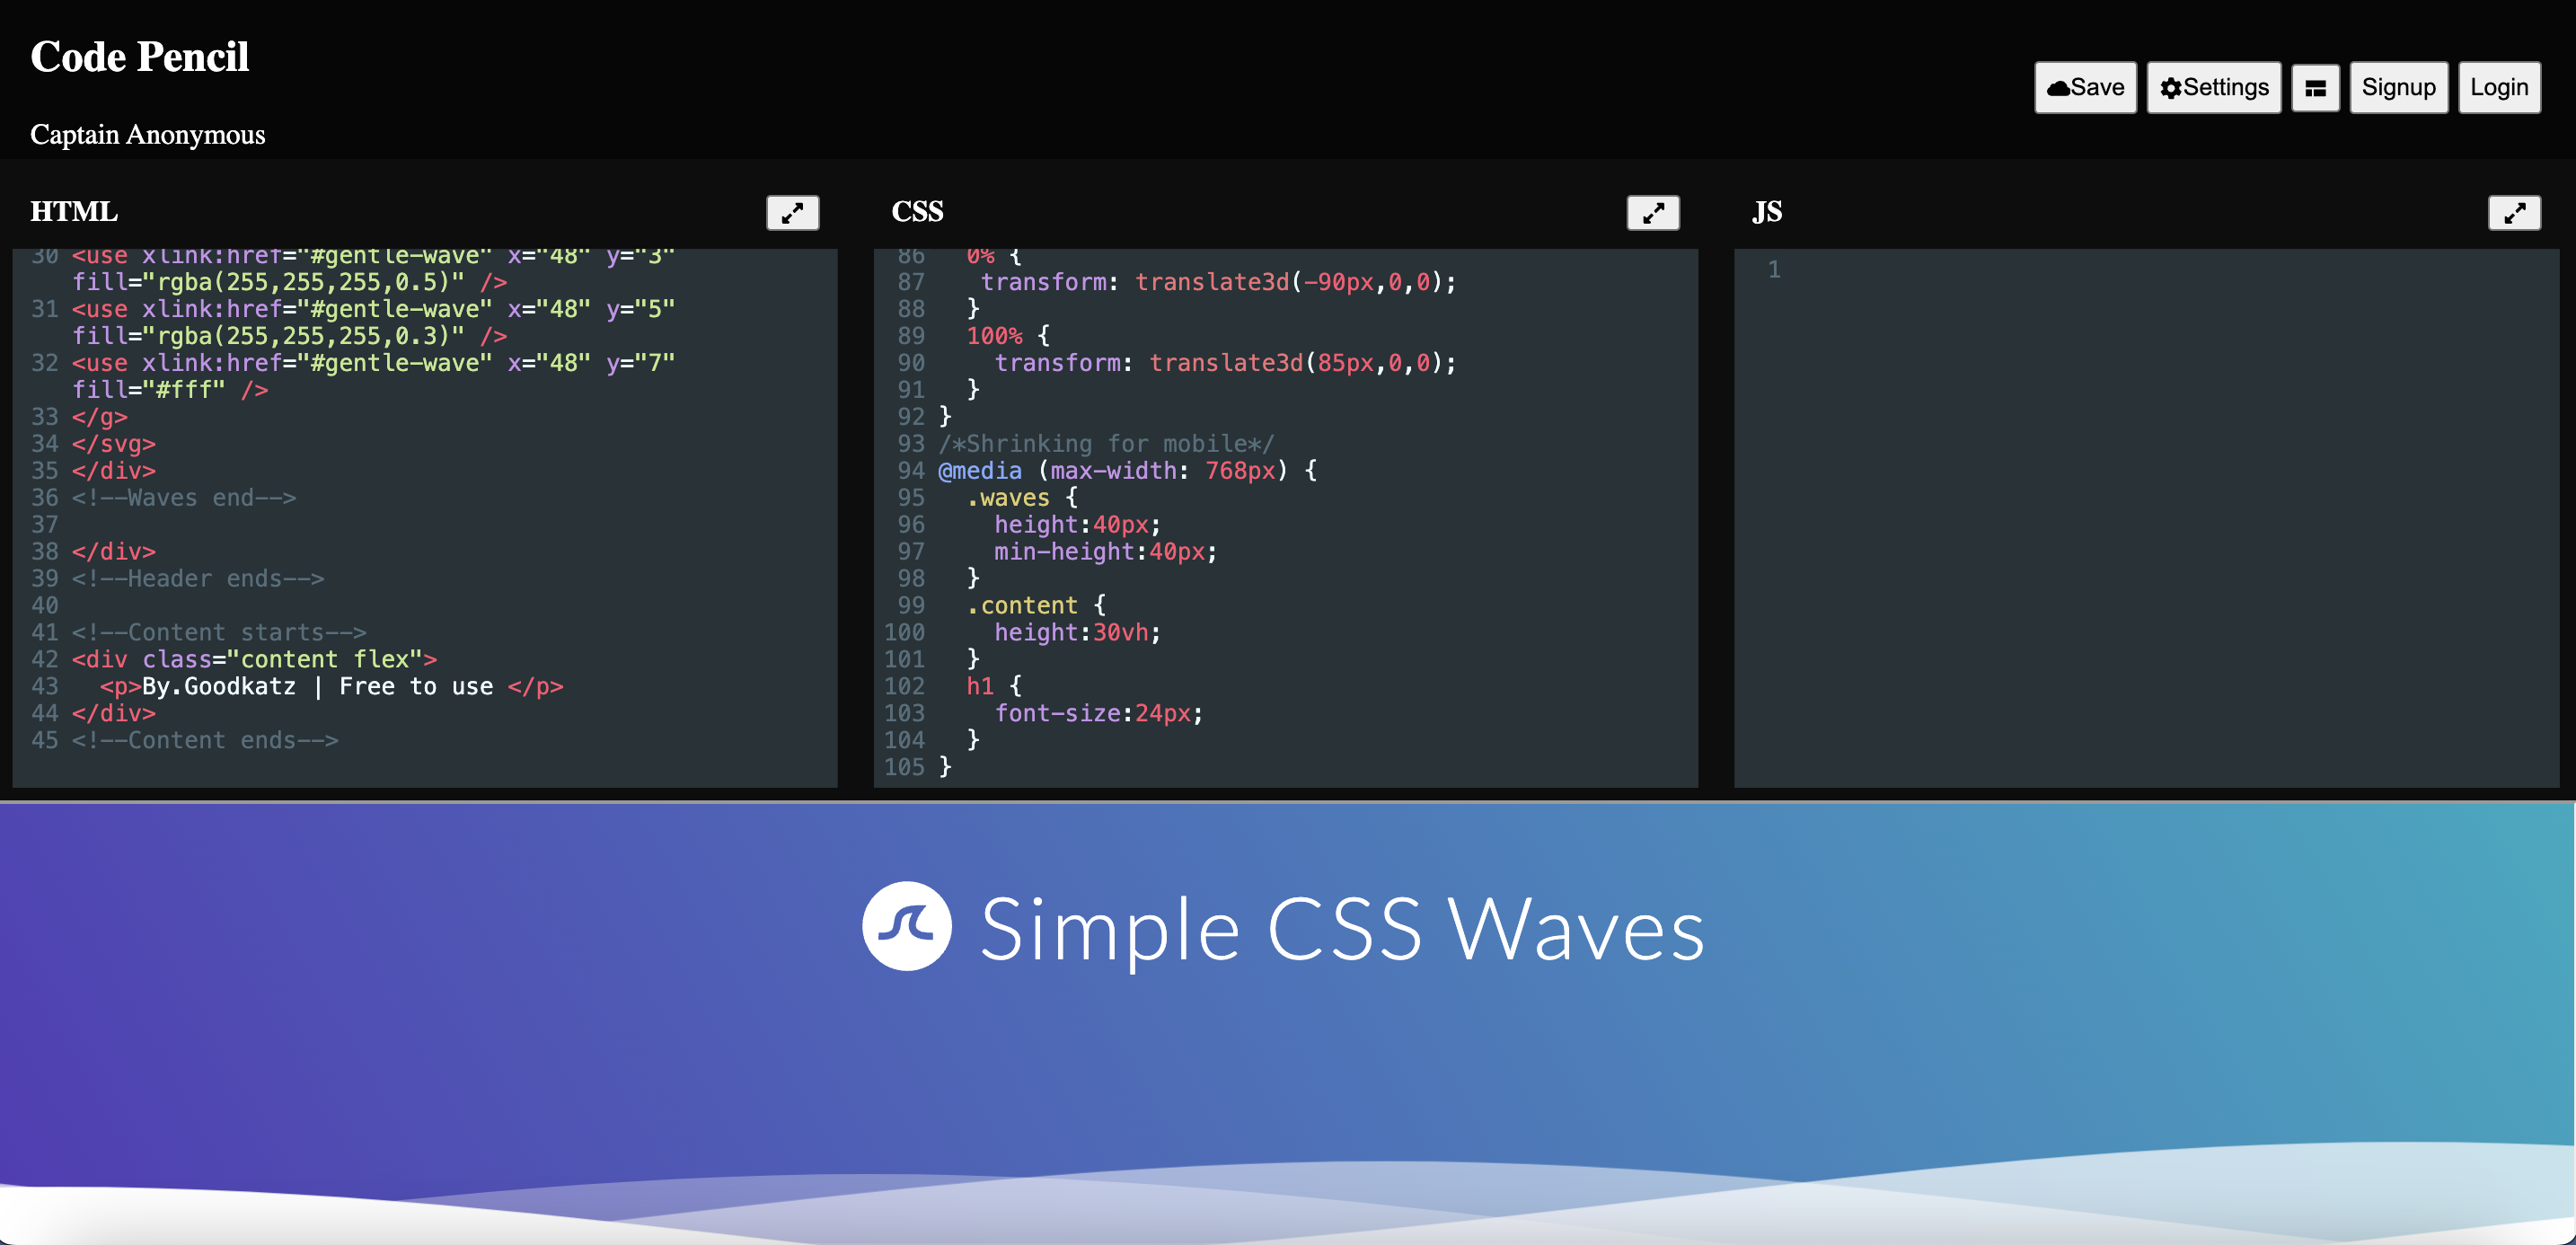 Code Pencil
Captain Anonymous
Save Settings Signup Login
HTML
30 <use xlink:href="#gentle-wave" x="48" y="3"
fill="rgba(255,255,255,0.5)" />
31 <use xlink:href="#gentle-wave" x="48" y="5"
fill="rgba(255,255,255,0.3)" />
32 <use xlink:href="#gentle-wave" x="48" y="7"
fill="#fff" />
33 </g>
34 </svg>
35 </div>
36 <!--Waves end-->
37
38 </div>
39 <!--Header ends-->
40
41 <!--Content starts-->
42 <div class="content flex">
43   <p>By.Goodkatz | Free to use </p>
44 </div>
45 <!--Content ends-->
CSS
86   0% {
87    transform: translate3d(-90px,0,0);
88   }
89   100% {
90     transform: translate3d(85px,0,0);
91   }
92 }
93 /*Shrinking for mobile*/
94 @media (max-width: 768px) {
95   .waves {
96     height:40px;
97     min-height:40px;
98   }
99   .content {
100     height:30vh;
101   }
102   h1 {
103     font-size:24px;
104   }
105 }
JS
1
Simple CSS Waves